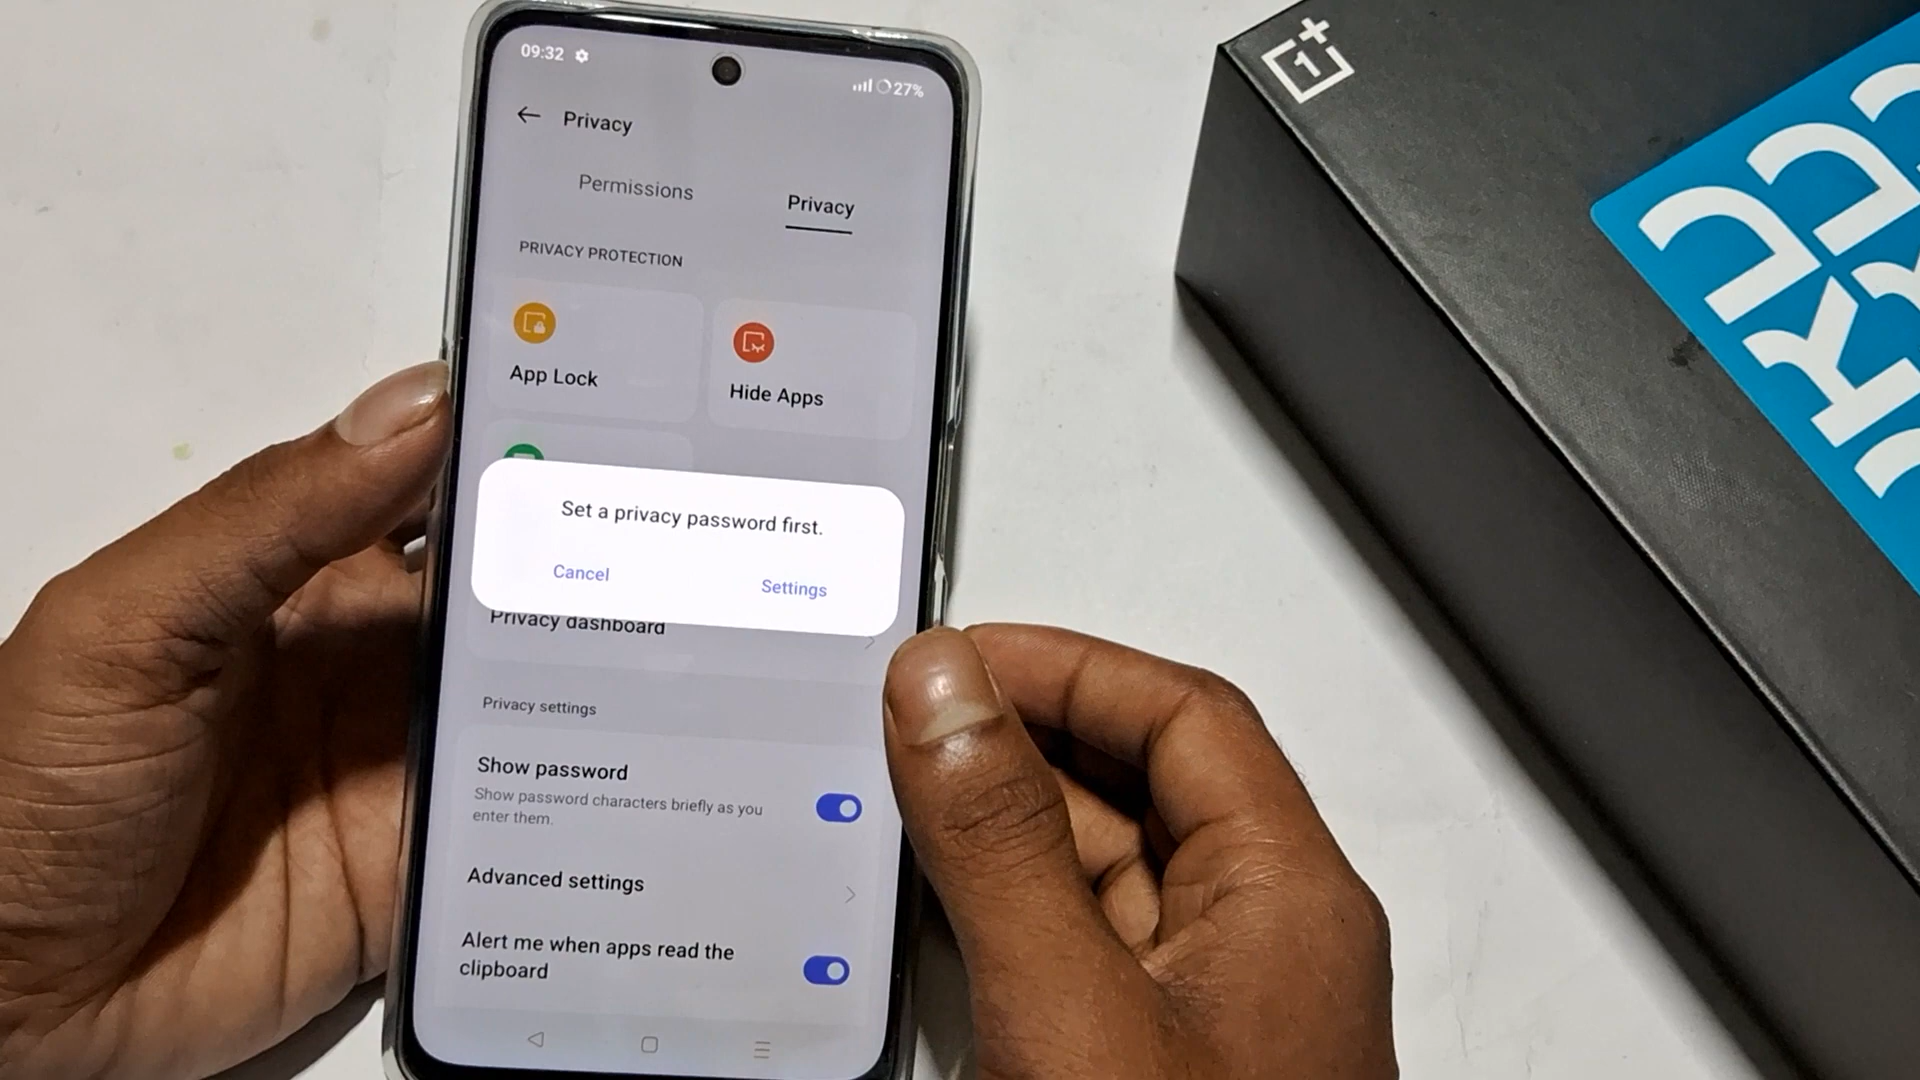 09:32
27%
Privacy
Permissions
Privacy
PRIVACY PROTECTION
App Lock
Hide Apps
Set a privacy password first.
Cancel
Settings
Privacy dashboard
Privacy settings
Show password
Show password characters briefly as you
enter them.
Advanced settings
Alert me when apps read the
clipboard
1+